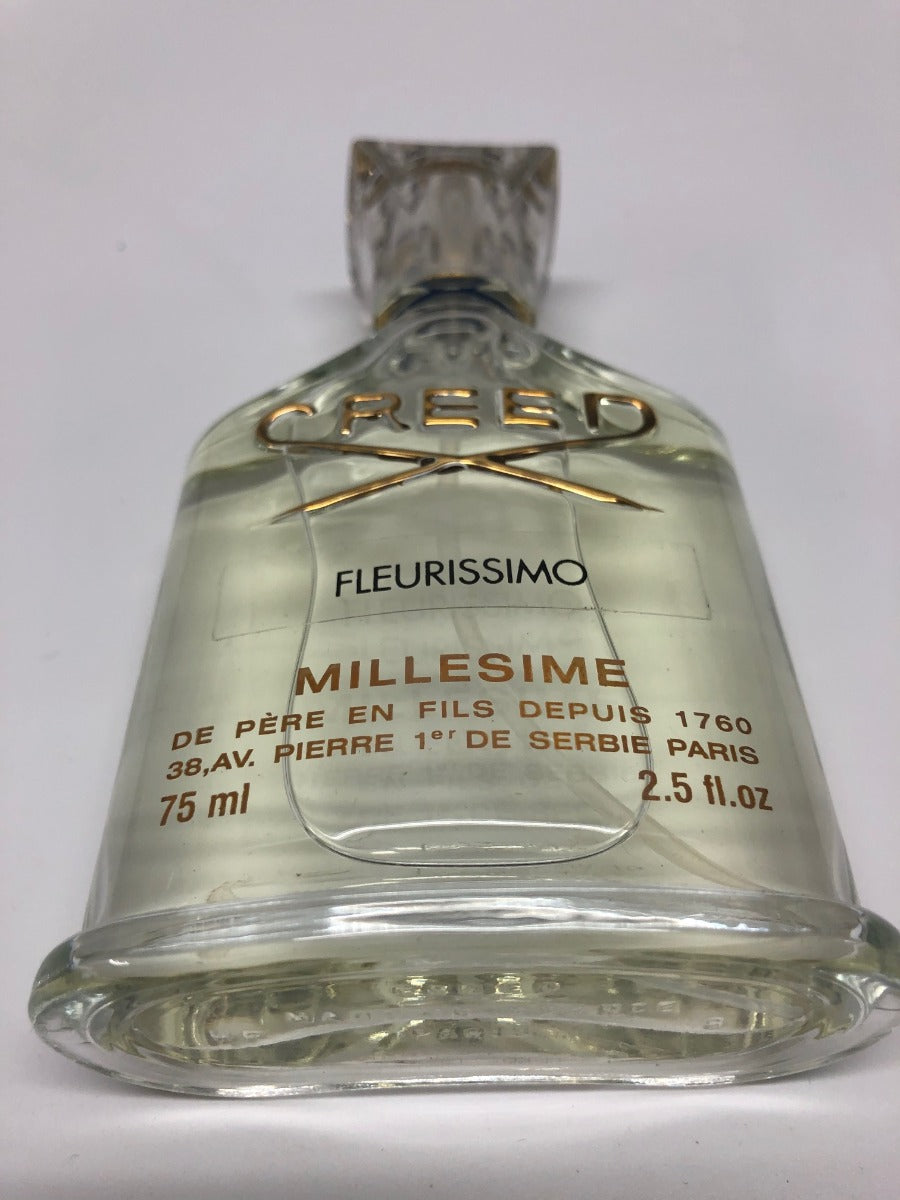 CREED
FLEURISSIMO
MILLESIME
DE PÈRE EN FILS DEPUIS 1760
38,AV. PIERRE 1er DE SERBIE PARIS
75 ml 2.5 fl.oz
CREED